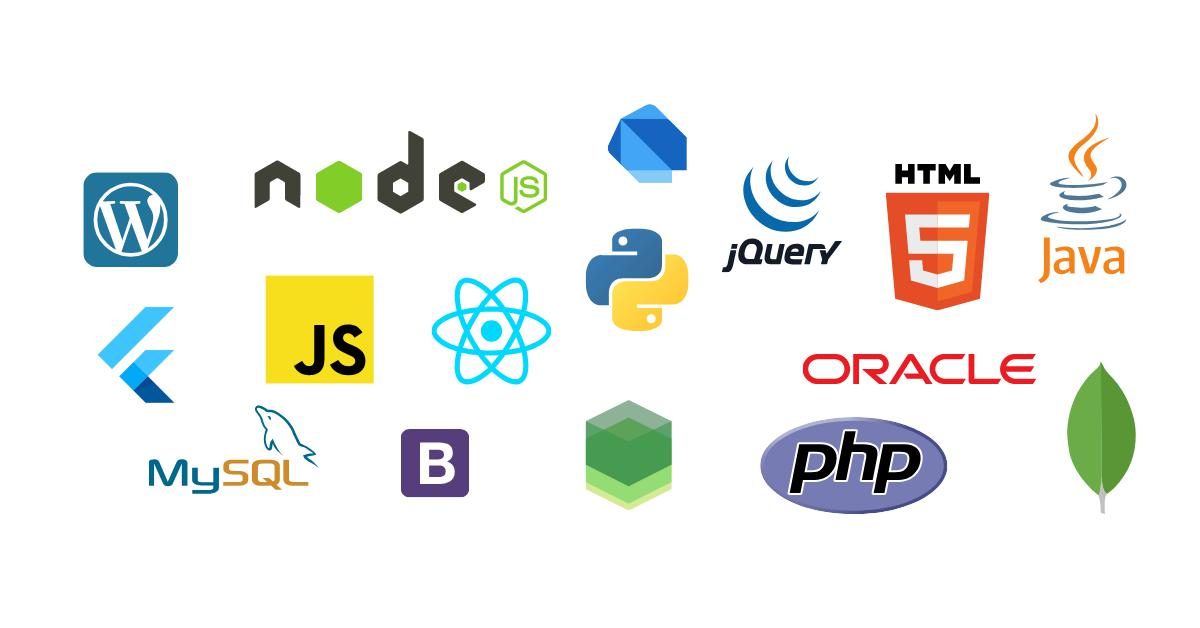 W
node
JS
jQuery
HTML
5
Java
JS
ORACLE
MySQL
B
php